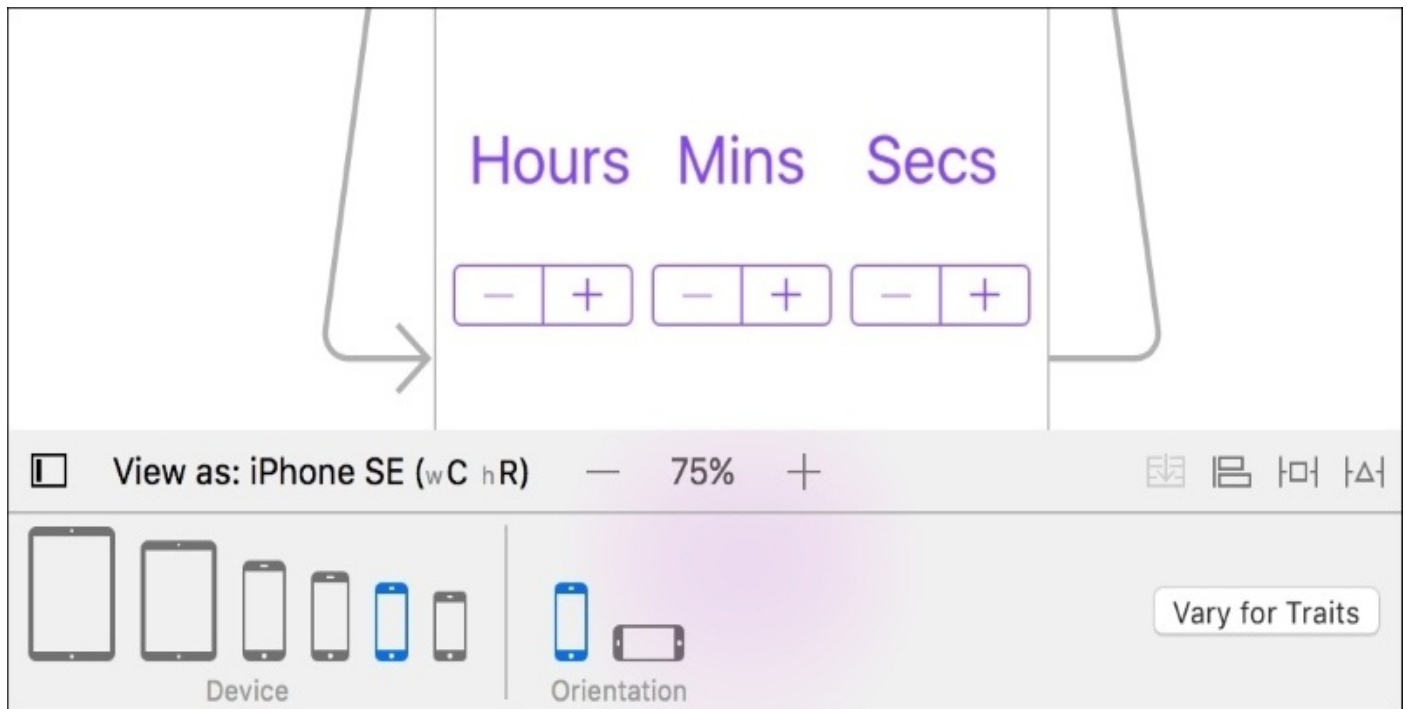 Hours Mins Secs
− + − + − +
View as: iPhone SE (wC hR) − 75% +
Vary for Traits
Device Orientation